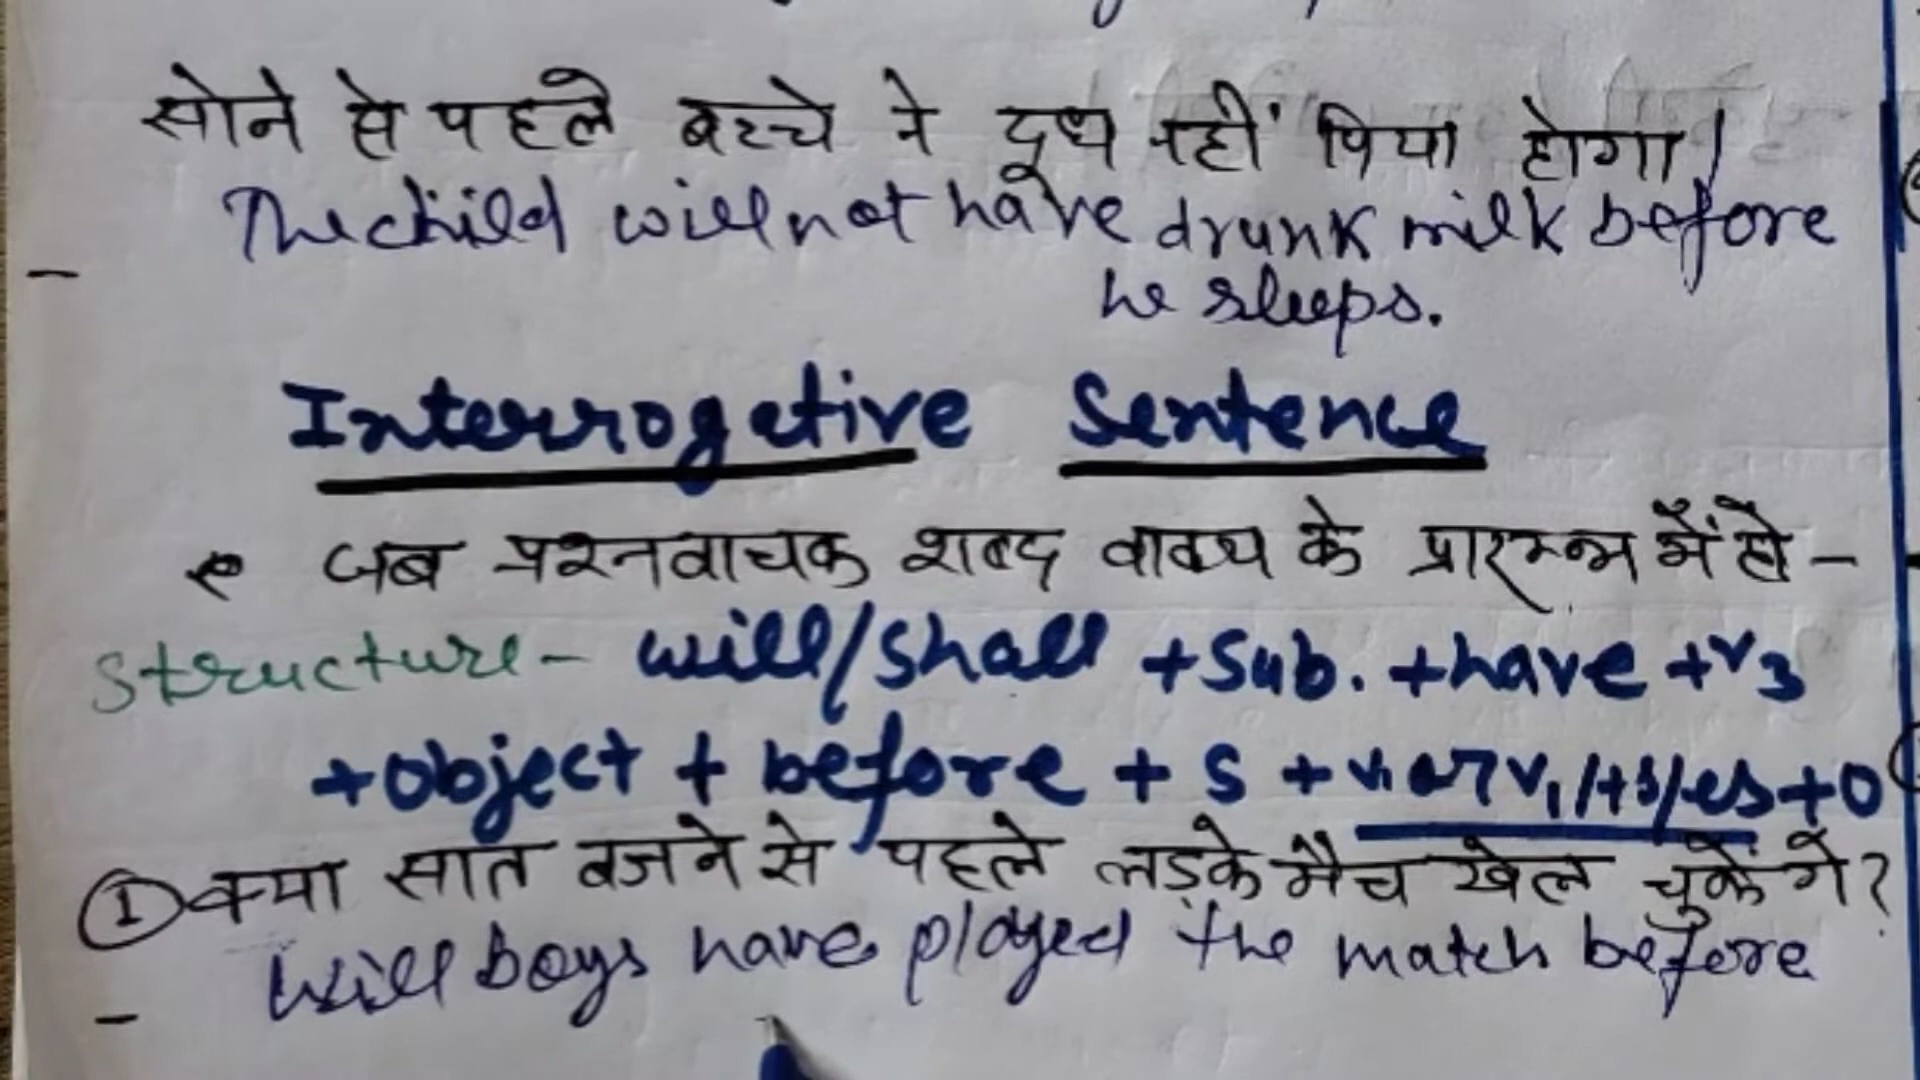 सोने से पहले बच्चे ने दूध नहीं पिया होगा।
The child will not have drunk milk before
he sleeps.
Interrogative Sentence
जब प्रश्नवाचक शब्द वाक्य के प्रारम्भ में हो -
Structure - will/shall + Sub. + have + v3
+ object + before + S + v1 or v1/+s/es + O
① क्या सात बजने से पहले लड़के मैच खेल चुकेंगे?
- Will boys have played the match before